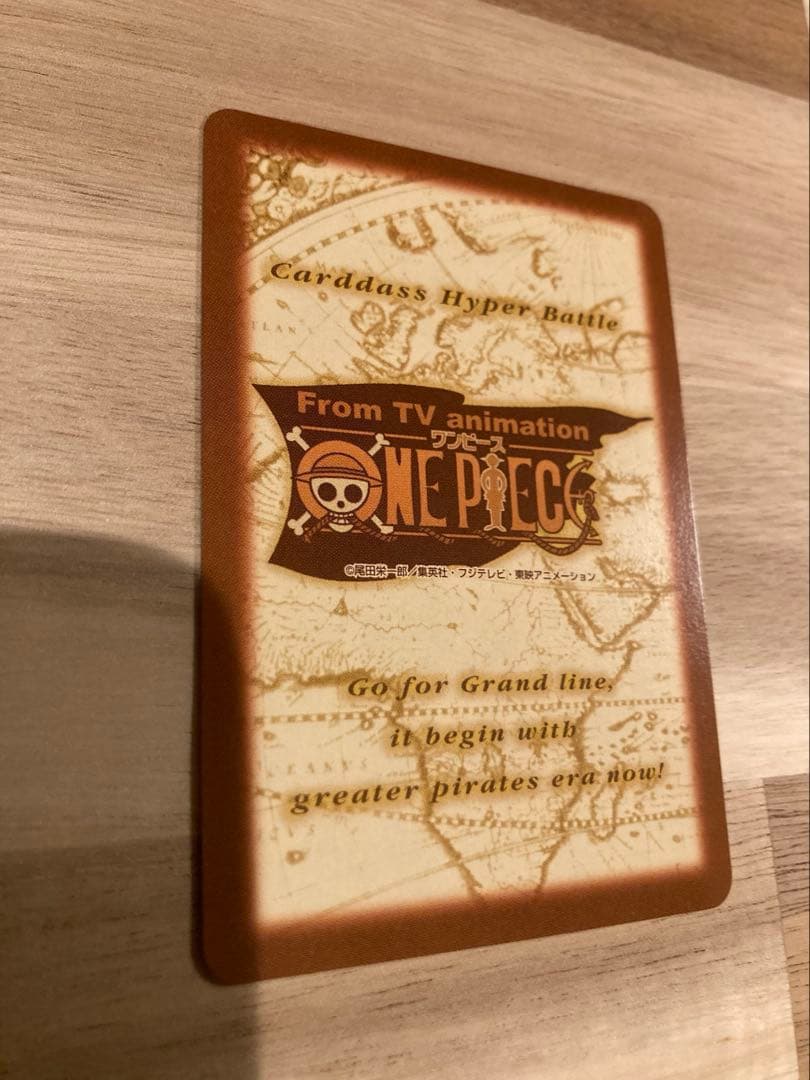 Carddass Hyper Battle
From TV animation
ワンピース
ONE PIECE
©尾田栄一郎／集英社・フジテレビ・東映アニメーション
Go for Grand line,
it begin with
greater pirates era now!